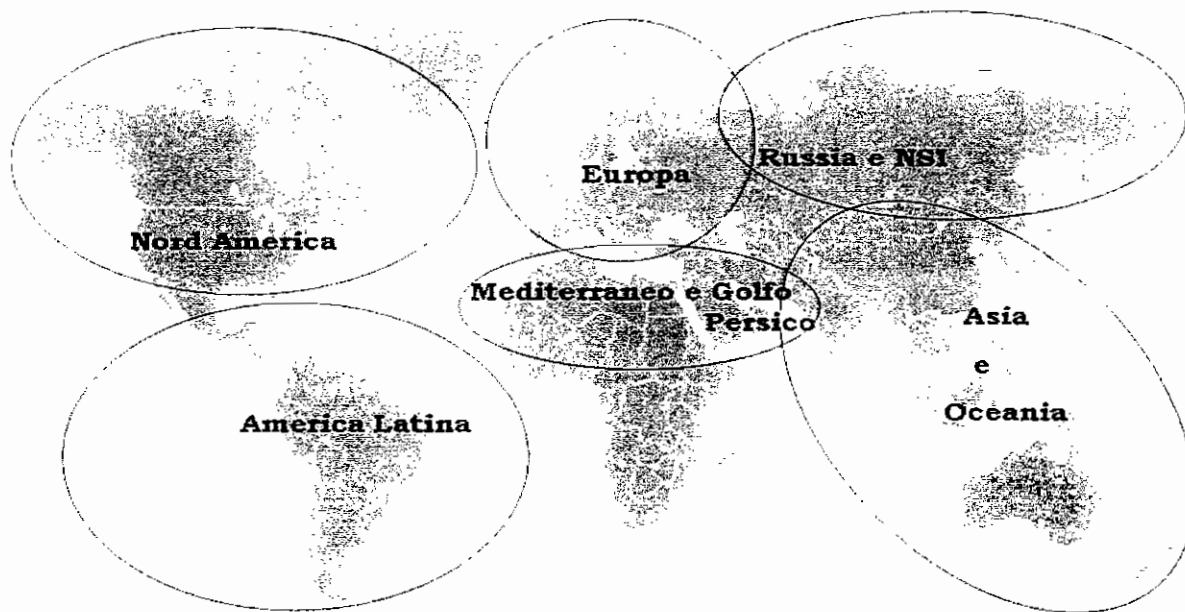 Nord America
Europa
Russia e NSI
Mediterraneo e Golfo
Persico
Asia
e
Oceania
America Latina